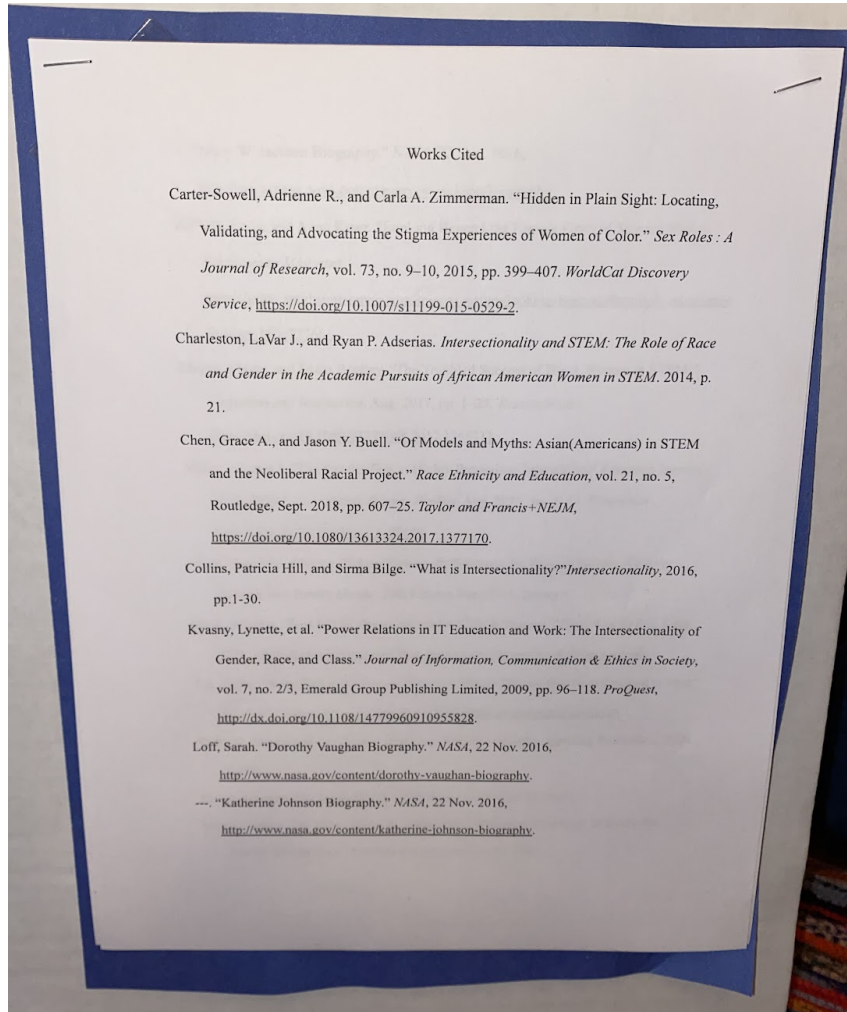 Works Cited
Carter-Sowell, Adrienne R., and Carla A. Zimmerman. “Hidden in Plain Sight: Locating,
Validating, and Advocating the Stigma Experiences of Women of Color.” Sex Roles : A
Journal of Research, vol. 73, no. 9–10, 2015, pp. 399–407. WorldCat Discovery
Service, https://doi.org/10.1007/s11199-015-0529-2.
Charleston, LaVar J., and Ryan P. Adserias. Intersectionality and STEM: The Role of Race
and Gender in the Academic Pursuits of African American Women in STEM. 2014, p.
21.
Chen, Grace A., and Jason Y. Buell. “Of Models and Myths: Asian(Americans) in STEM
and the Neoliberal Racial Project.” Race Ethnicity and Education, vol. 21, no. 5,
Routledge, Sept. 2018, pp. 607–25. Taylor and Francis+NEJM,
https://doi.org/10.1080/13613324.2017.1377170.
Collins, Patricia Hill, and Sirma Bilge. “What is Intersectionality?”Intersectionality, 2016,
pp.1-30.
Kvasny, Lynette, et al. “Power Relations in IT Education and Work: The Intersectionality of
Gender, Race, and Class.” Journal of Information, Communication & Ethics in Society,
vol. 7, no. 2/3, Emerald Group Publishing Limited, 2009, pp. 96–118. ProQuest,
http://dx.doi.org/10.1108/14779960910955828.
Loff, Sarah. “Dorothy Vaughan Biography.” NASA, 22 Nov. 2016,
http://www.nasa.gov/content/dorothy-vaughan-biography.
---. “Katherine Johnson Biography.” NASA, 22 Nov. 2016,
http://www.nasa.gov/content/katherine-johnson-biography.